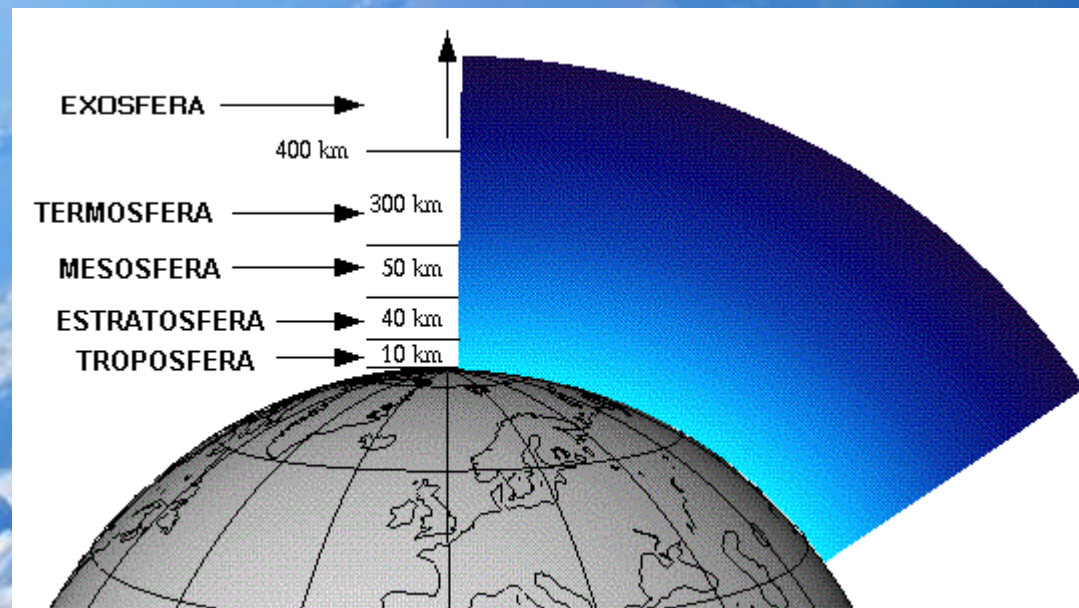 EXOSFERA
400 km
TERMOSFERA 300 km
MESOSFERA 50 km
ESTRATOSFERA 40 km
TROPOSFERA 10 km